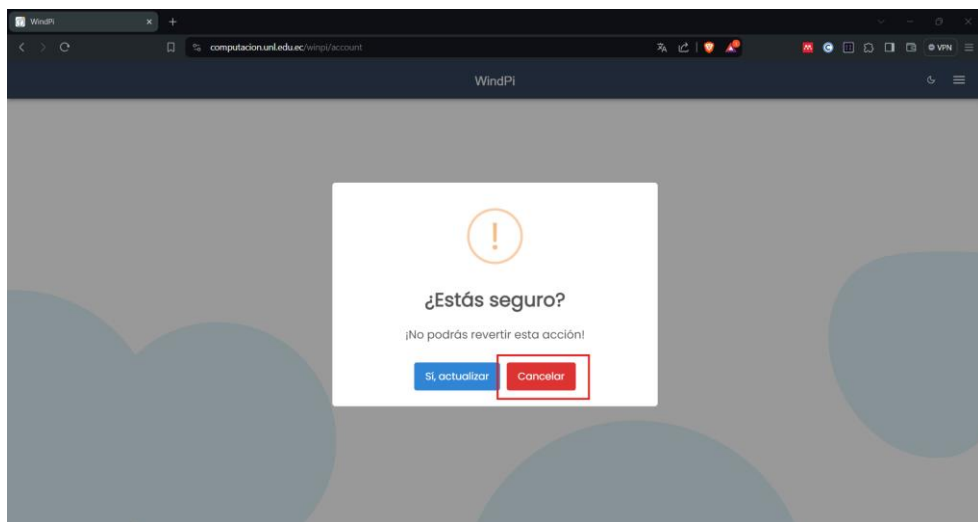 WindPi
computacion.unl.edu.ec/winpi/account
VPN
WindPi
!
¿Estás seguro?
¡No podrás revertir esta acción!
Sí, actualizar
Cancelar